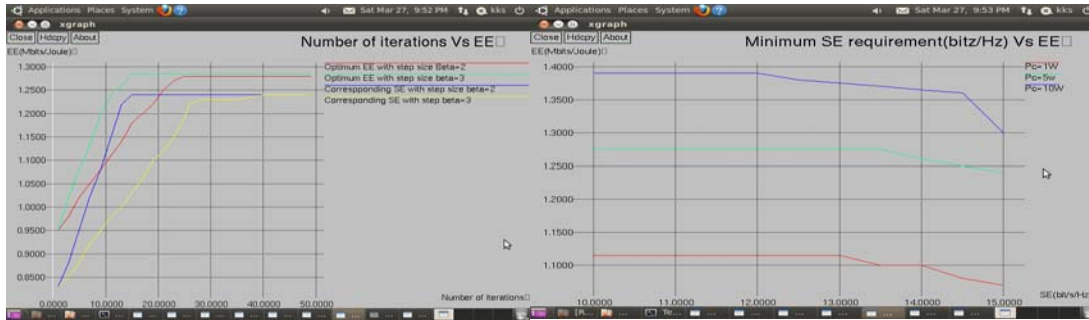 Applications Places System
Sat Mar 27, 9:52 PM
kks
xgraph
Close
Hdcpy
About
Number of iterations Vs EE
EE(Mbits/Joule)
1.3000
1.2500
1.2000
1.1500
1.1000
1.0500
1.0000
0.9500
0.9000
0.8500
Optimum EE with step size Beta=2
Optimum EE with step size beta=3
Correspponding SE with step size beta=2
Corresponding SE with step beta=3
0.0000
10.0000
20.0000
30.0000
40.0000
50.0000
Number of iterations
Applications Places System
Sat Mar 27, 9:53 PM
kks
xgraph
Close
Hdcpy
About
Minimum SE requirement(bitz/Hz) Vs EE
EE(Mbits/Joule)
1.4000
1.3500
1.3000
1.2500
1.2000
1.1500
1.1000
Pc=1W
Pc=5w
Pc=10W
10.0000
11.0000
12.0000
13.0000
14.0000
15.0000
SE(bit/s/Hz
[R...
Te...